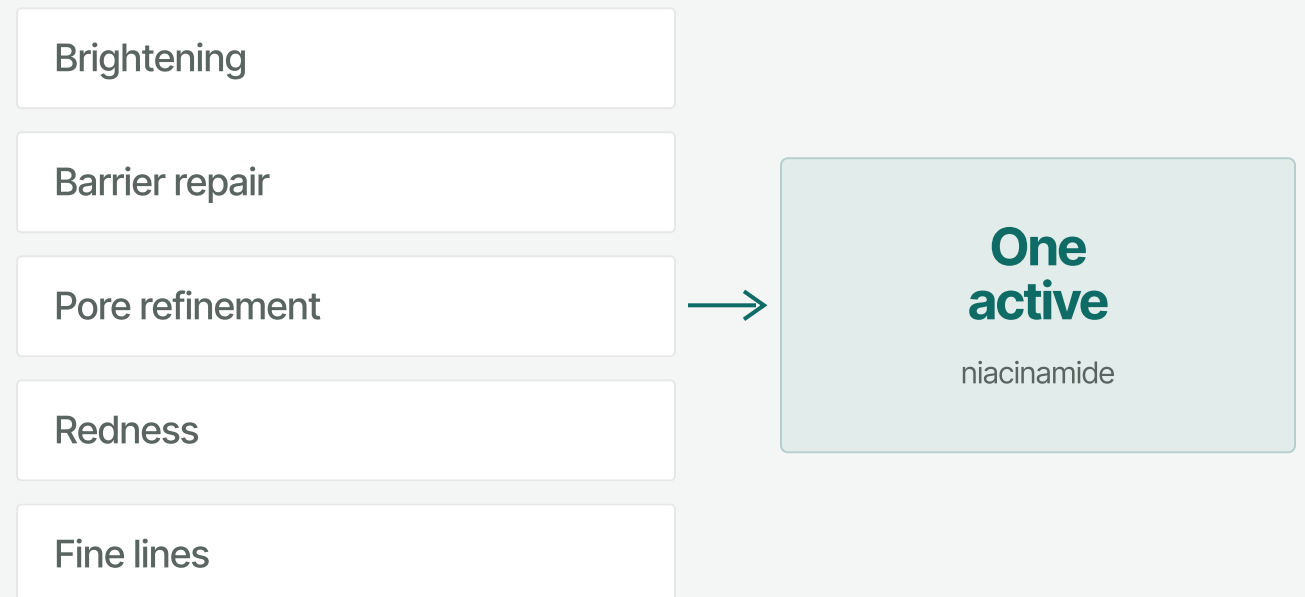 Brightening
Barrier repair
Pore refinement
Redness
Fine lines
One
active
niacinamide